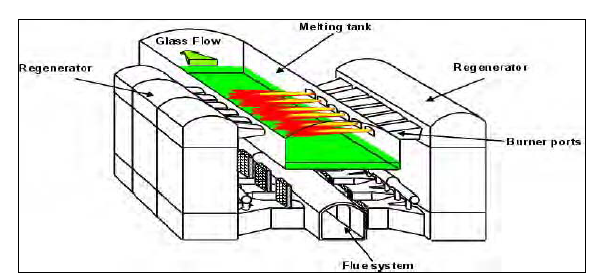 Melting tank
Glass Flow
Regenerator
Regenerator
Burner ports
Flue system